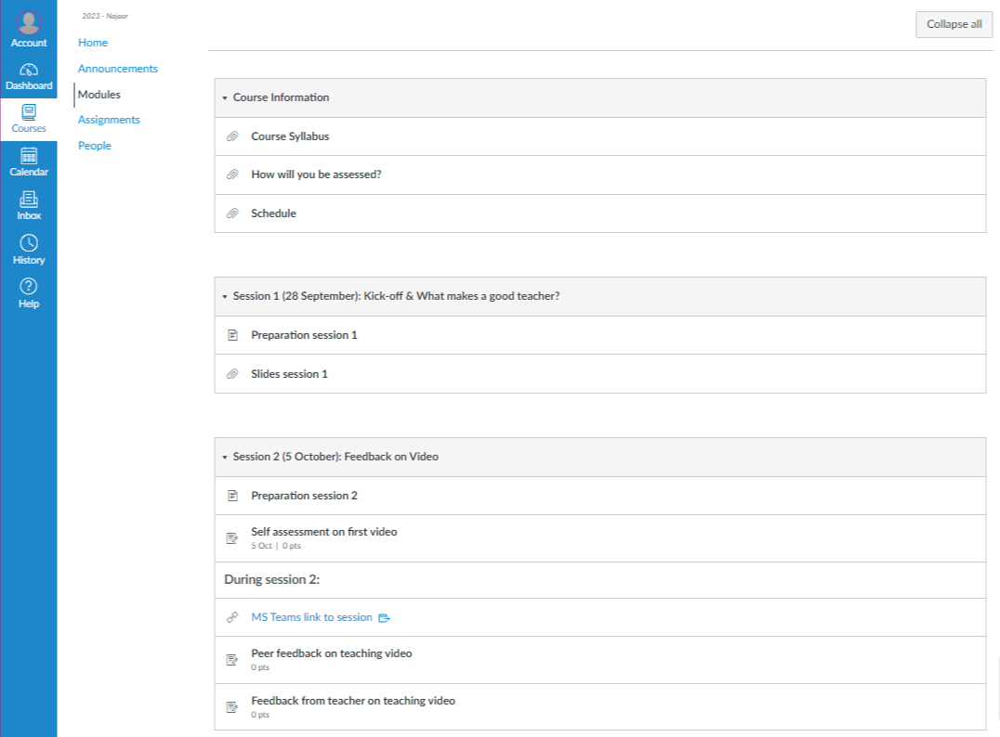 Account
Dashboard
Courses
Calendar
Inbox
History
Help
2023 - Najaar
Home
Announcements
Modules
Assignments
People
Collapse all
Course Information
Course Syllabus
How will you be assessed?
Schedule
Session 1 (28 September): Kick-off & What makes a good teacher?
Preparation session 1
Slides session 1
Session 2 (5 October): Feedback on Video
Preparation session 2
Self assessment on first video
5 Oct | 0 pts
During session 2:
MS Teams link to session
Peer feedback on teaching video
0 pts
Feedback from teacher on teaching video
0 pts